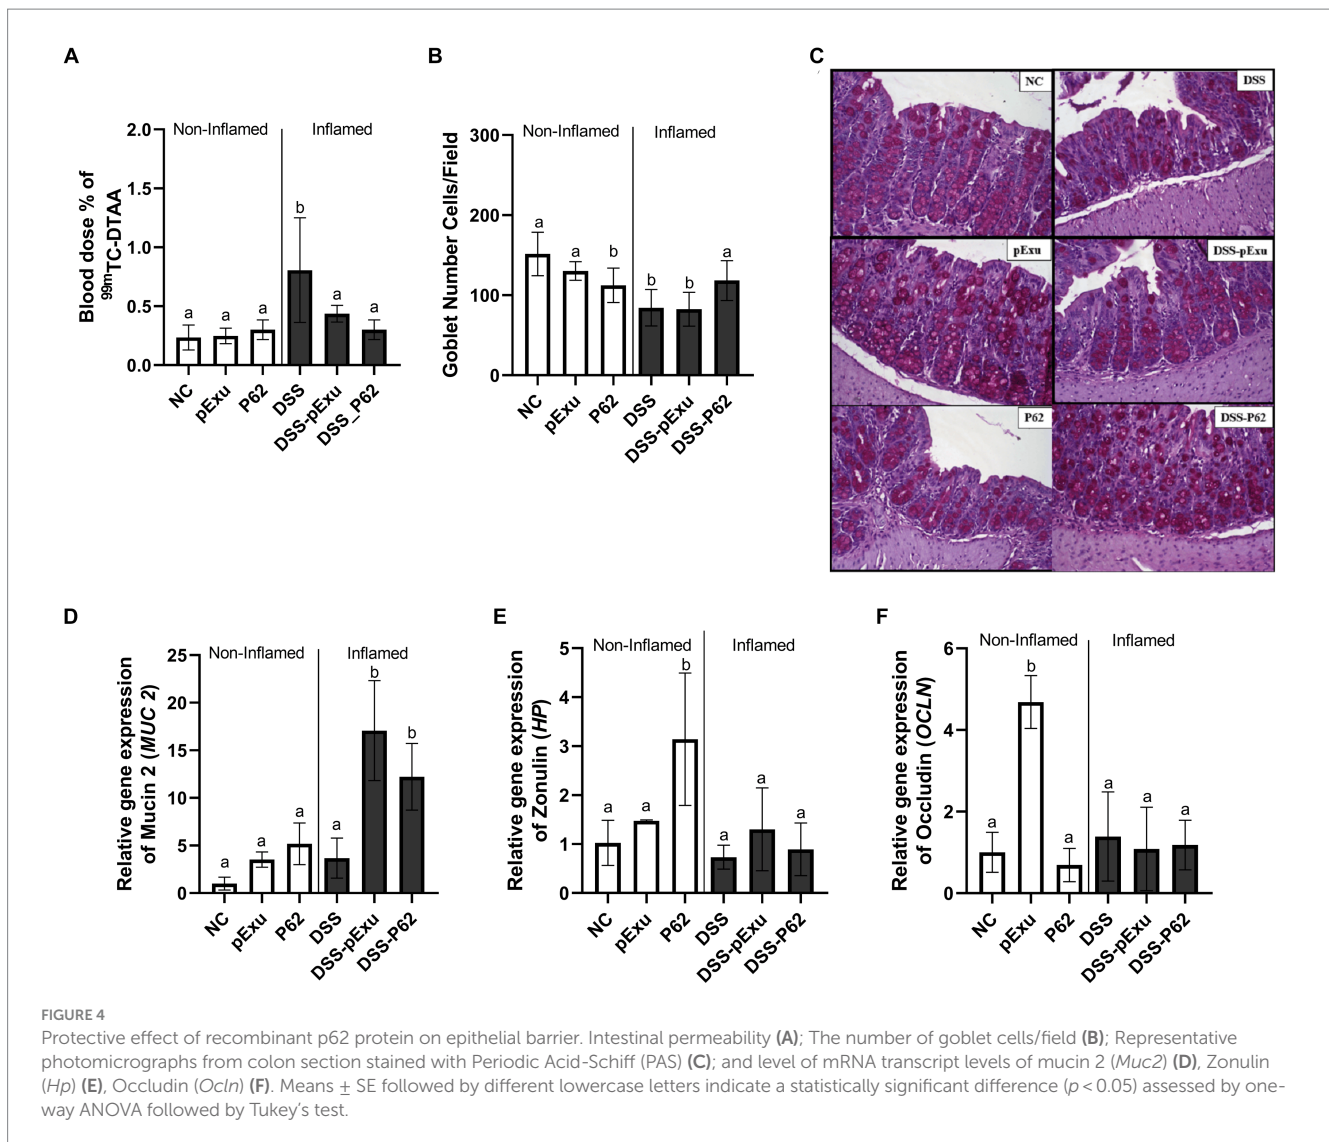 A
Non-Inflamed Inflamed
Blood dose % of
99mTC-DTAA
2.0
1.5
1.0
0.5
0.0
a a a b a a
NC pExu P62 DSS DSS-pExu DSS_P62
B
Non-Inflamed Inflamed
Goblet Number Cells/Field
300
200
100
0
a a b b b a
NC pExu P62 DSS DSS-pExu DSS-P62
C
NC DSS
pExu DSS-pExu
P62 DSS-P62
D
Non-Inflamed Inflamed
Relative gene expression
of Mucin 2 (MUC 2)
25
20
15
10
5
0
a a a a b b
NC pExu P62 DSS DSS-pExu DSS-P62
E
Non-Inflamed Inflamed
Relative gene expression
of Zonulin (HP)
5
4
3
2
1
0
a a b a a a
NC pExu P62 DSS DSS-pExu DSS-P62
F
Non-Inflamed Inflamed
Relative gene expression
of Occludin (OCLN)
6
4
2
0
a b a a a a
NC pExu P62 DSS DSS-pExu DSS-P62
FIGURE 4
Protective effect of recombinant p62 protein on epithelial barrier. Intestinal permeability (A); The number of goblet cells/field (B); Representative
photomicrographs from colon section stained with Periodic Acid-Schiff (PAS) (C); and level of mRNA transcript levels of mucin 2 (Muc2) (D), Zonulin
(Hp) (E), Occludin (Ocln) (F). Means ± SE followed by different lowercase letters indicate a statistically significant difference (p < 0.05) assessed by one-
way ANOVA followed by Tukey's test.